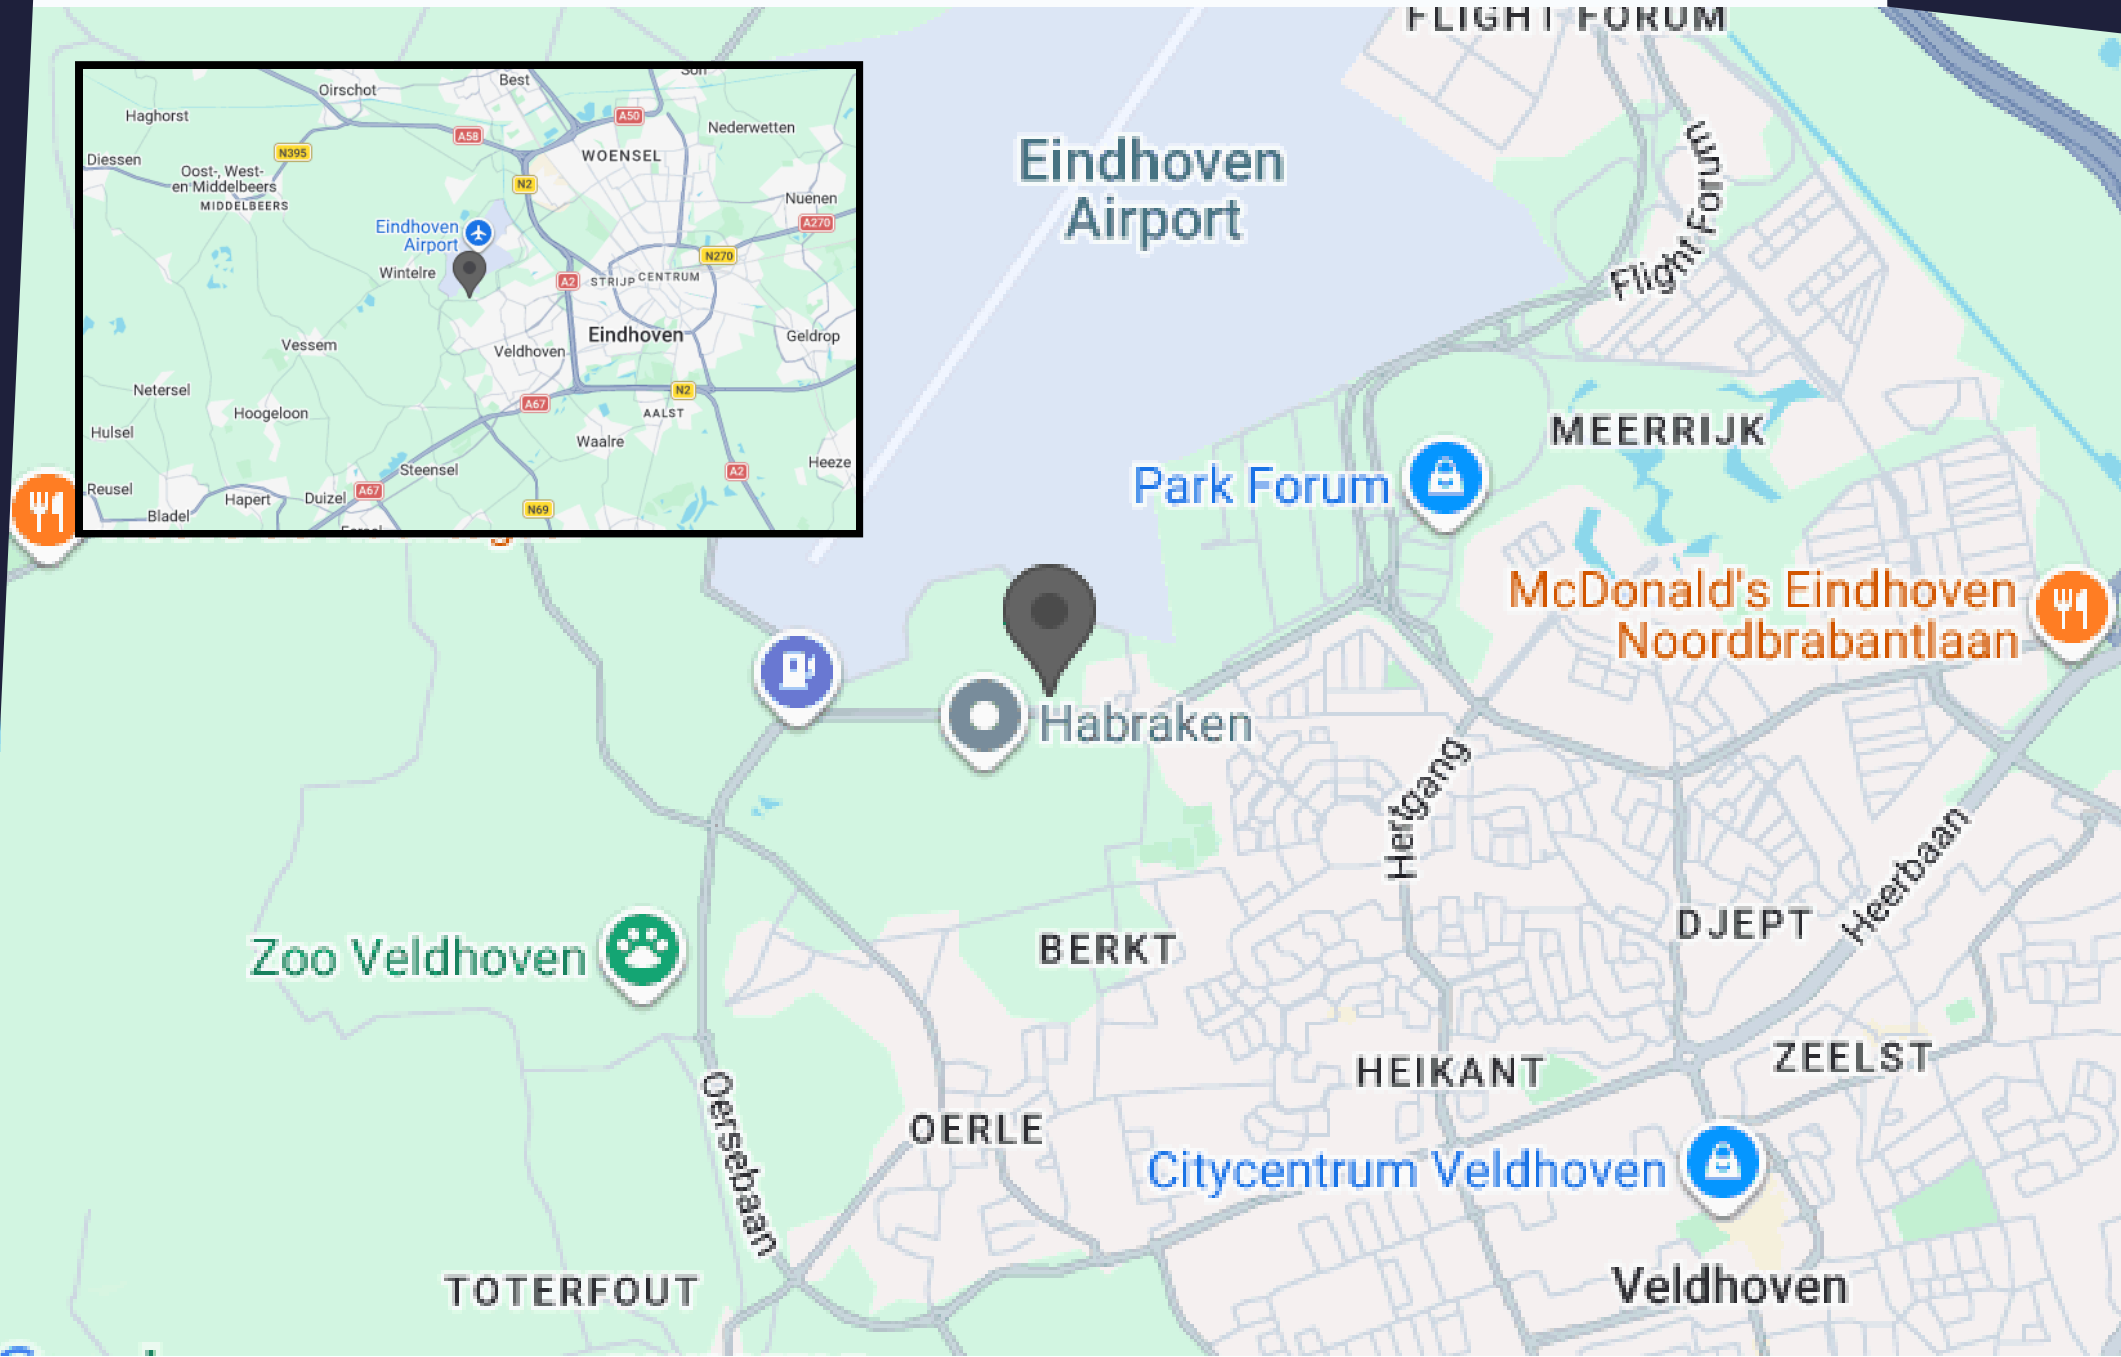 FLIGHT FORUM
Best
Son
Oirschot
Haghorst
A50
A58
Nederwetten
N395
WOENSEL
Diessen
Oost-, West-
en Middelbeers
N2
MIDDELBEERS
Nuenen
A270
Eindhoven
Airport
N270
Wintelre
A2
STRIJP
CENTRUM
Eindhoven
Geldrop
Vessem
Veldhoven
Netersel
N2
A67
Hoogeloon
AALST
Hulsel
Waalre
Steensel
Heeze
A2
Reusel
A67
Hapert
Duizel
Bladel
N69
Eindhoven
Airport
Flight Forum
MEERRIJK
Park Forum
McDonald's Eindhoven
Noordbrabantlaan
Habraken
Hertgang
Heerbaan
DJEPT
Zoo Veldhoven
BERKT
ZEELST
HEIKANT
Oersebaan
OERLE
Citycentrum Veldhoven
TOTERFOUT
Veldhoven